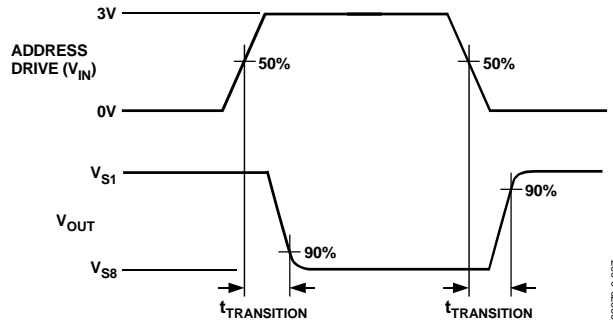 3V
ADDRESS
DRIVE (VIN)
50%
50%
0V
VS1
VOUT
90%
90%
VS8
tTRANSITION
tTRANSITION